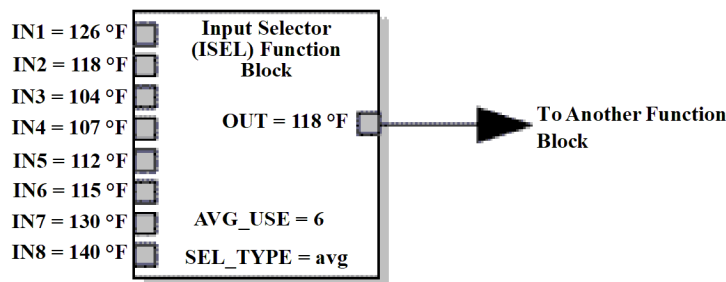 IN1 = 126 °F
IN2 = 118 °F
IN3 = 104 °F
IN4 = 107 °F
IN5 = 112 °F
IN6 = 115 °F
IN7 = 130 °F
IN8 = 140 °F
Input Selector
(ISEL) Function
Block
OUT = 118 °F
AVG_USE = 6
SEL_TYPE = avg
To Another Function
Block